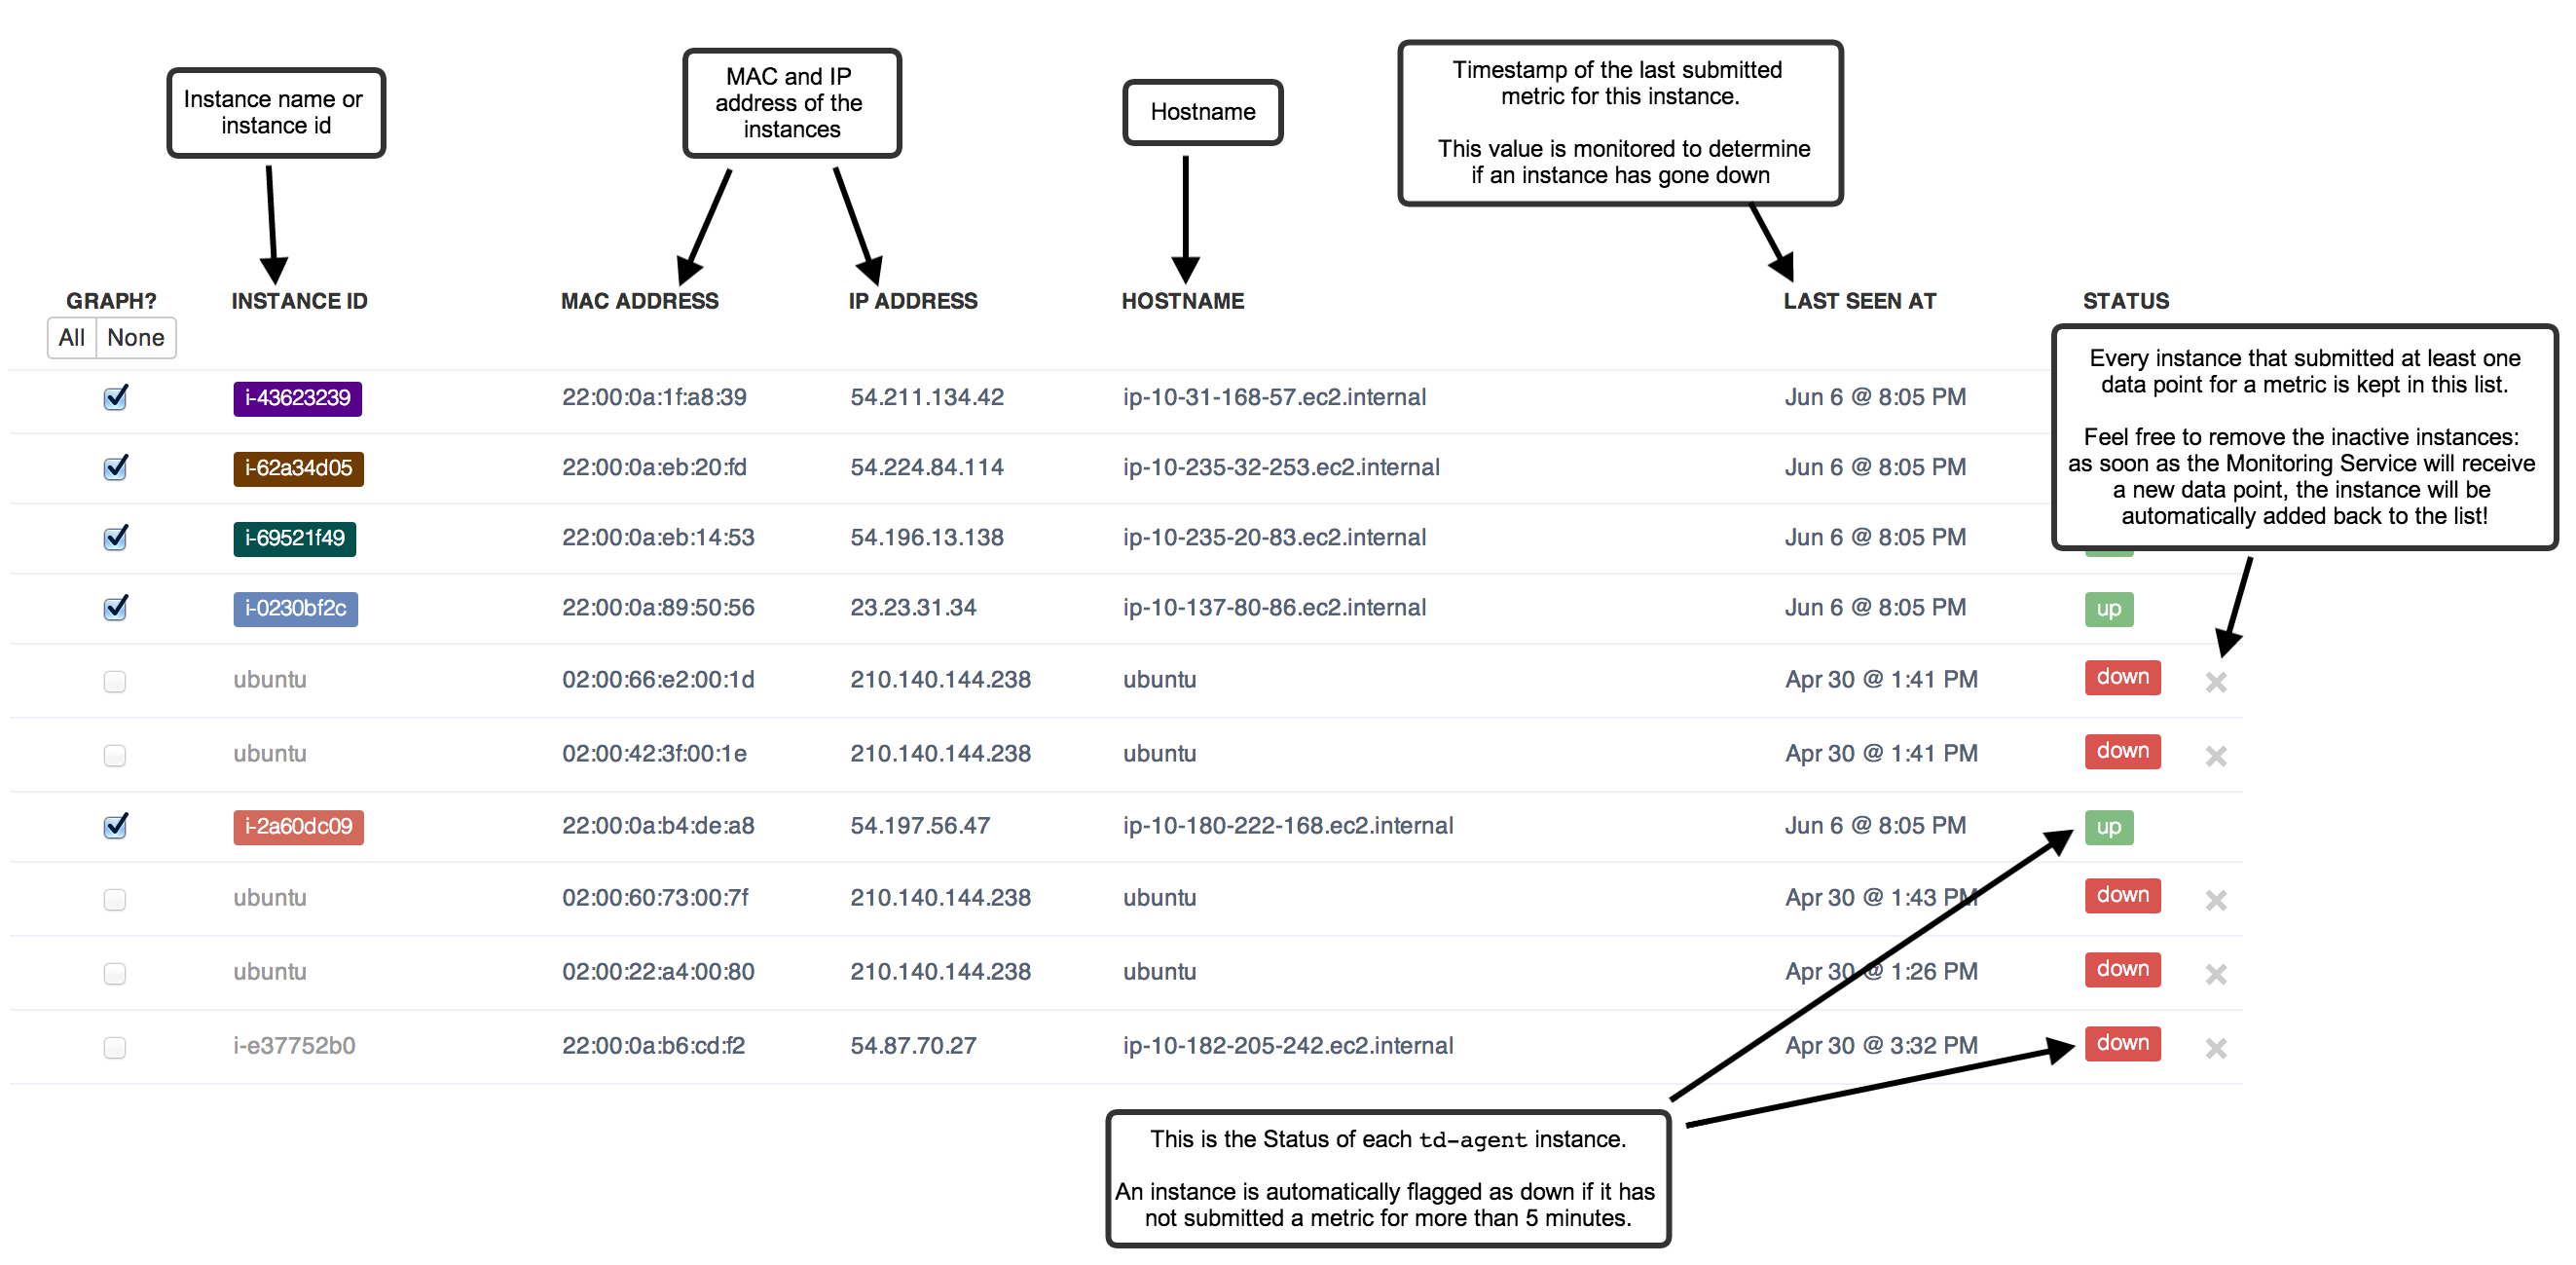 Instance name or
instance id
MAC and IP
address of the
instances
Hostname
Timestamp of the last submitted
metric for this instance.
This value is monitored to determine
if an instance has gone down
GRAPH? INSTANCE ID MAC ADDRESS IP ADDRESS HOSTNAME LAST SEEN AT STATUS
All None
Every instance that submitted at least one
data point for a metric is kept in this list.
Feel free to remove the inactive instances:
as soon as the Monitoring Service will receive
a new data point, the instance will be
automatically added back to the list!
i-43623239 22:00:0a:1f:a8:39 54.211.134.42 ip-10-31-168-57.ec2.internal Jun 6 @ 8:05 PM
i-62a34d05 22:00:0a:eb:20:fd 54.224.84.114 ip-10-235-32-253.ec2.internal Jun 6 @ 8:05 PM
i-69521f49 22:00:0a:eb:14:53 54.196.13.138 ip-10-235-20-83.ec2.internal Jun 6 @ 8:05 PM
i-0230bf2c 22:00:0a:89:50:56 23.23.31.34 ip-10-137-80-86.ec2.internal Jun 6 @ 8:05 PM up
ubuntu 02:00:66:e2:00:1d 210.140.144.238 ubuntu Apr 30 @ 1:41 PM down
ubuntu 02:00:42:3f:00:1e 210.140.144.238 ubuntu Apr 30 @ 1:41 PM down
i-2a60dc09 22:00:0a:b4:de:a8 54.197.56.47 ip-10-180-222-168.ec2.internal Jun 6 @ 8:05 PM up
ubuntu 02:00:60:73:00:7f 210.140.144.238 ubuntu Apr 30 @ 1:43 PM down
ubuntu 02:00:22:a4:00:80 210.140.144.238 ubuntu Apr 30 @ 1:26 PM down
i-e37752b0 22:00:0a:b6:cd:f2 54.87.70.27 ip-10-182-205-242.ec2.internal Apr 30 @ 3:32 PM down
This is the Status of each td-agent instance.
An instance is automatically flagged as down if it has
not submitted a metric for more than 5 minutes.